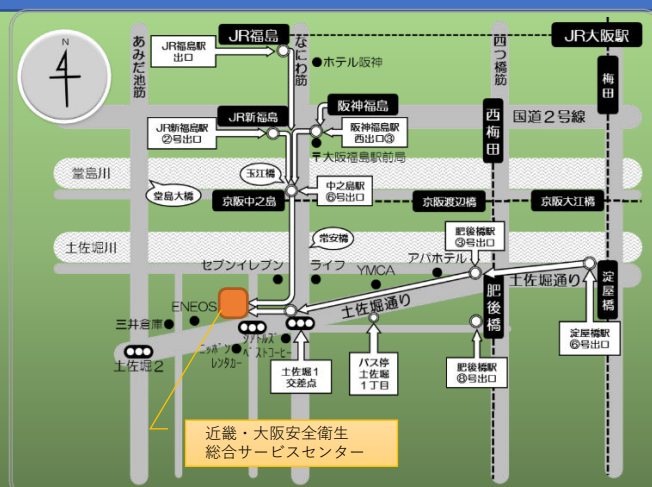 N
あみだ池筋
JR福島
なにわ筋
四つ橋筋
JR大阪駅
JR福島駅
出口
ホテル阪神
梅田
JR新福島
阪神福島
西梅田
国道2号線
JR新福島駅
②号出口
阪神福島駅
西出口③
〒大阪福島駅前局
堂島川
玉江橋
堂島大橋
中之島駅
⑥号出口
京阪中之島
京阪渡辺橋
京阪大江橋
土佐堀川
常安橋
肥後橋駅
③号出口
セブンイレブン
ライフ
YMCA
アパホテル
土佐堀通り
淀屋橋
ENEOS
土佐堀通り
肥後橋
三井倉庫
シアトルズ
ベストコーヒー
ニッポン
レンタカー
土佐堀2
土佐堀1
交差点
バス停
土佐堀
1丁目
肥後橋駅
⑧号出口
淀屋橋駅
⑥号出口
近畿・大阪安全衛生
総合サービスセンター